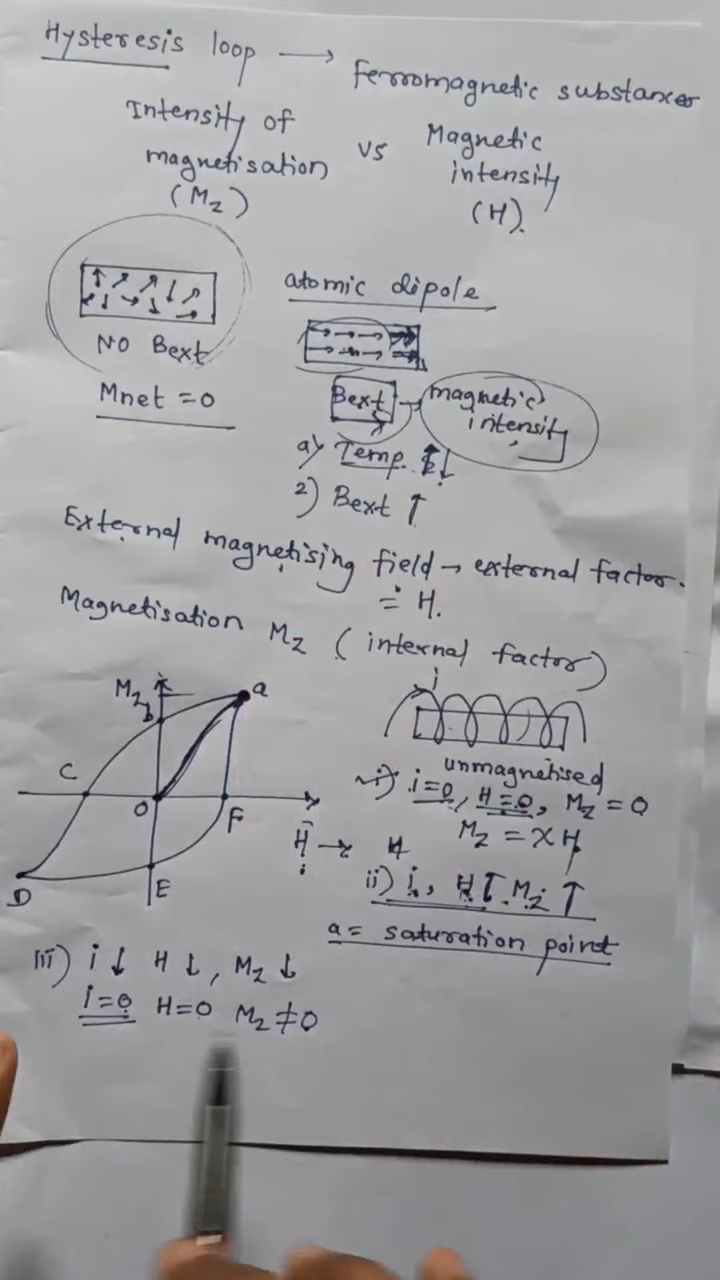 Hysteresis loop → Ferromagnetic substances
Intensity of magnetisation (Mz) vs Magnetic intensity (H).
NO Bext
Mnet = 0
atomic dipole
Bext → magnetic intensity
a) Temp. ↓
2) Bext ↑
External magnetising field → external factor.
= H.
Magnetisation Mz (internal factor)
Mz
a
b
C
O
F
D
E
H → x H
i
unmagnetised
i) i=0, H=0, Mz = 0
Mz = χH
ii) i, H↑ Mz ↑
a = saturation point
iii) i ↓ H ↓, Mz ↓
i=0 H=0 Mz ≠ 0